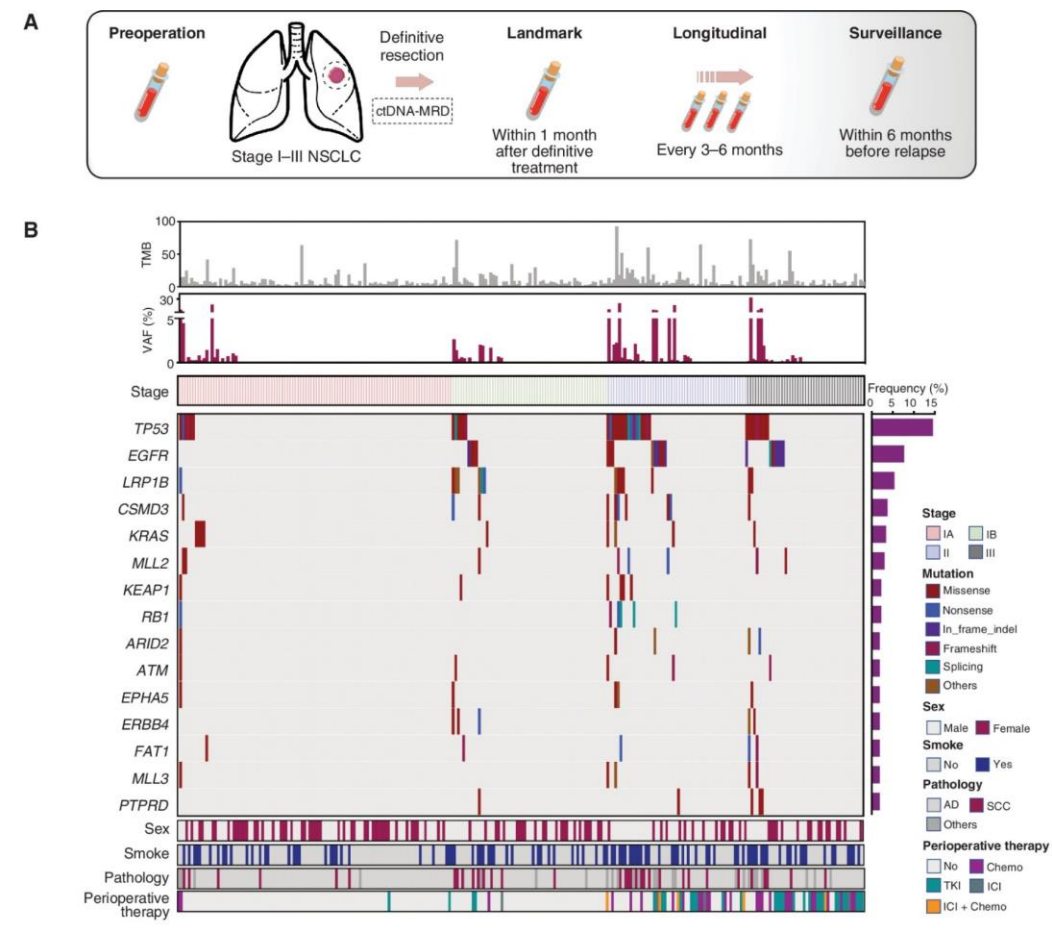 A
Preoperation
Stage I–III NSCLC
Definitive
resection
ctDNA-MRD
Landmark
Within 1 month
after definitive
treatment
Longitudinal
Every 3–6 months
Surveillance
Within 6 months
before relapse
B
TMB
100
50
0
VAF (%)
30
5
0
Stage
Frequency (%)
0 5 10 15
TP53
EGFR
LRP1B
CSMD3
KRAS
MLL2
KEAP1
RB1
ARID2
ATM
EPHA5
ERBB4
FAT1
MLL3
PTPRD
Sex
Smoke
Pathology
Perioperative
therapy
Stage
IA IB
II III
Mutation
Missense
Nonsense
In_frame_indel
Frameshift
Splicing
Others
Sex
Male Female
Smoke
No Yes
Pathology
AD SCC
Others
Perioperative therapy
No Chemo
TKI ICI
ICI + Chemo